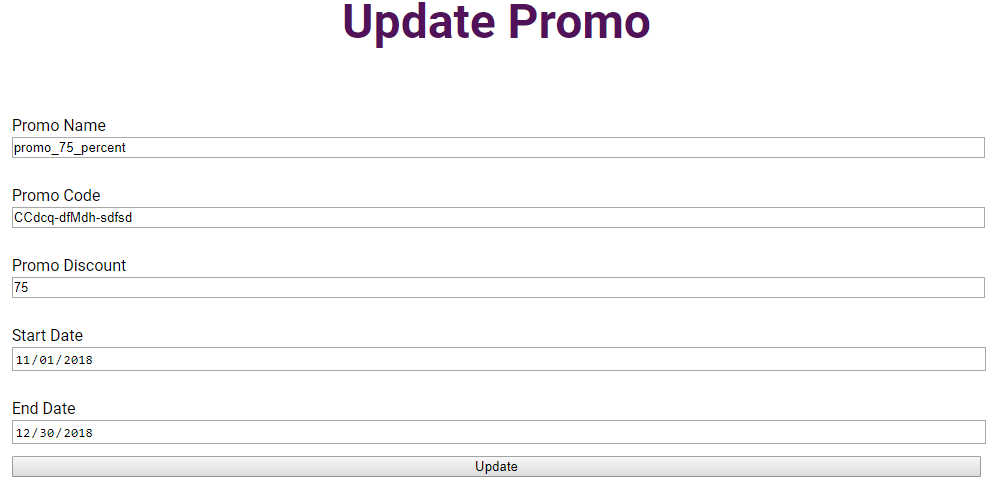 Update Promo
Promo Name
promo_75_percent
Promo Code
CCdcq-dfMdh-sdfsd
Promo Discount
75
Start Date
11/01/2018
End Date
12/30/2018
Update